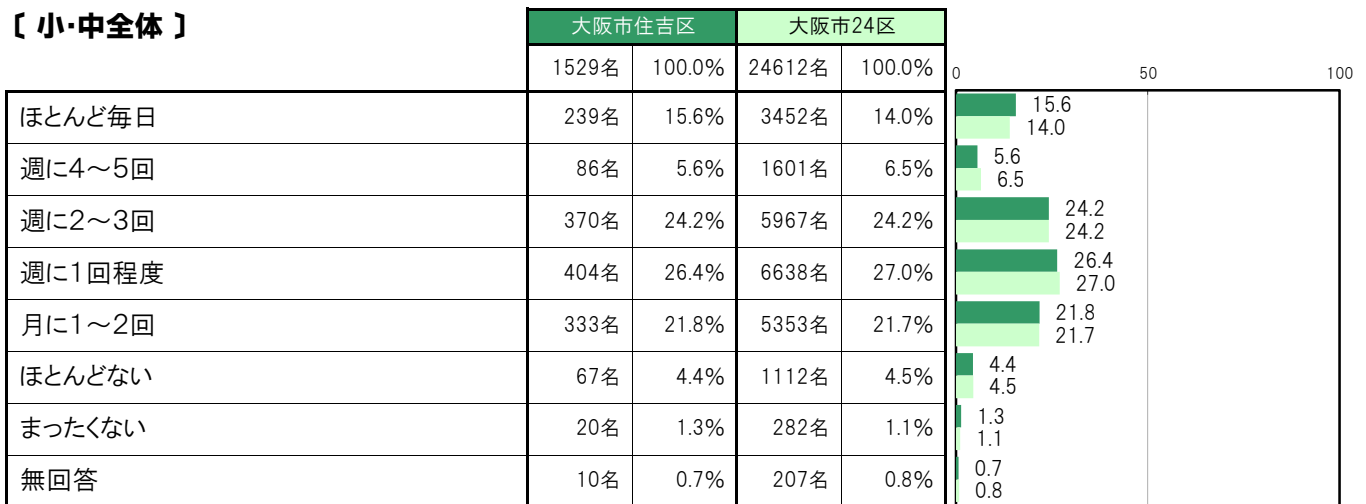 〔 小・中全体 〕
大阪市住吉区 大阪市24区
1529名 100.0% 24612名 100.0% 0 50 100
ほとんど毎日 239名 15.6% 3452名 14.0% 15.6
14.0
週に4～5回 86名 5.6% 1601名 6.5% 5.6
6.5
週に2～3回 370名 24.2% 5967名 24.2% 24.2
24.2
週に1回程度 404名 26.4% 6638名 27.0% 26.4
27.0
月に1～2回 333名 21.8% 5353名 21.7% 21.8
21.7
ほとんどない 67名 4.4% 1112名 4.5% 4.4
4.5
まったくない 20名 1.3% 282名 1.1% 1.3
1.1
無回答 10名 0.7% 207名 0.8% 0.7
0.8